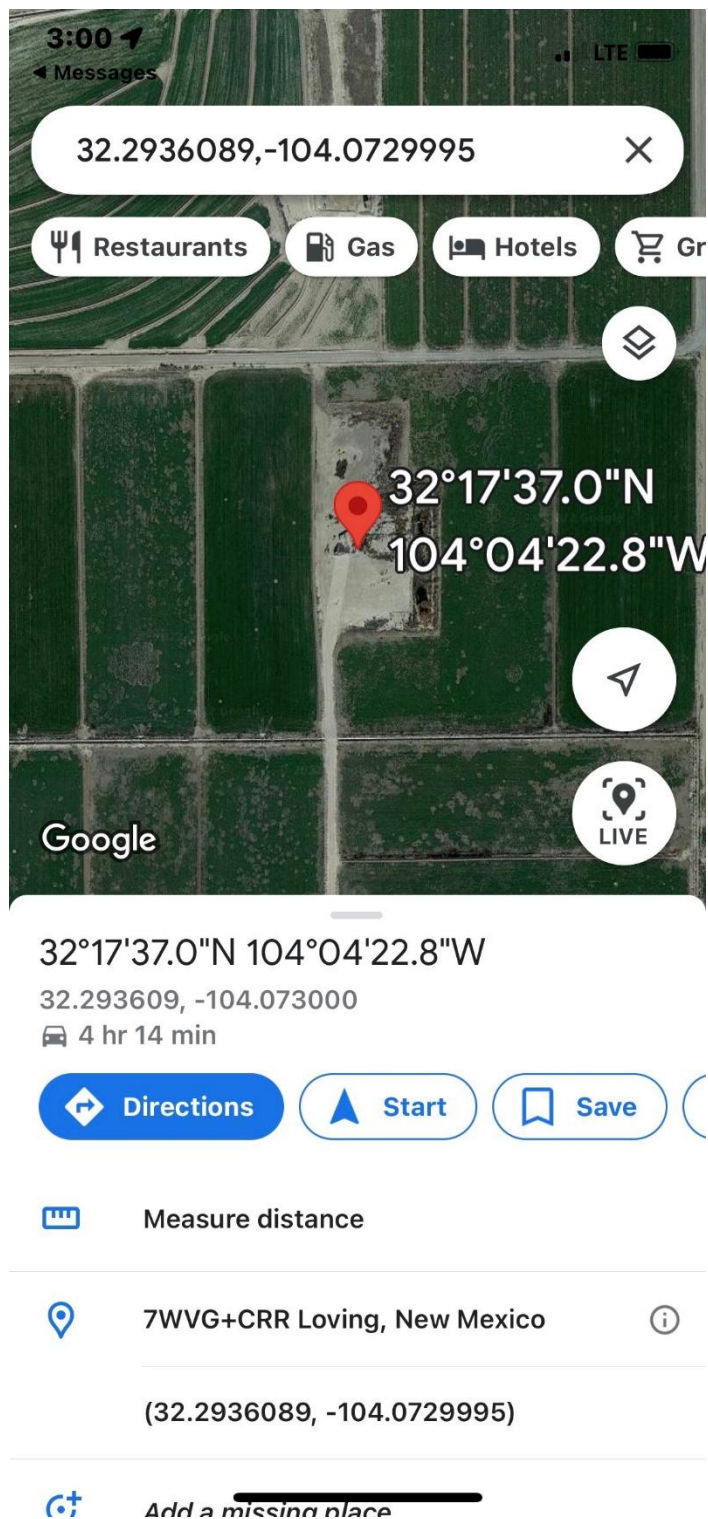 3:00
LTE
◀ Messages
32.2936089,-104.0729995
Restaurants
Gas
Hotels
Gr
32°17'37.0"N
104°04'22.8"W
LIVE
Google
32°17'37.0"N 104°04'22.8"W
32.293609, -104.073000
4 hr 14 min
Directions
Start
Save
Measure distance
7WVG+CRR Loving, New Mexico
(32.2936089, -104.0729995)
Add a missing place